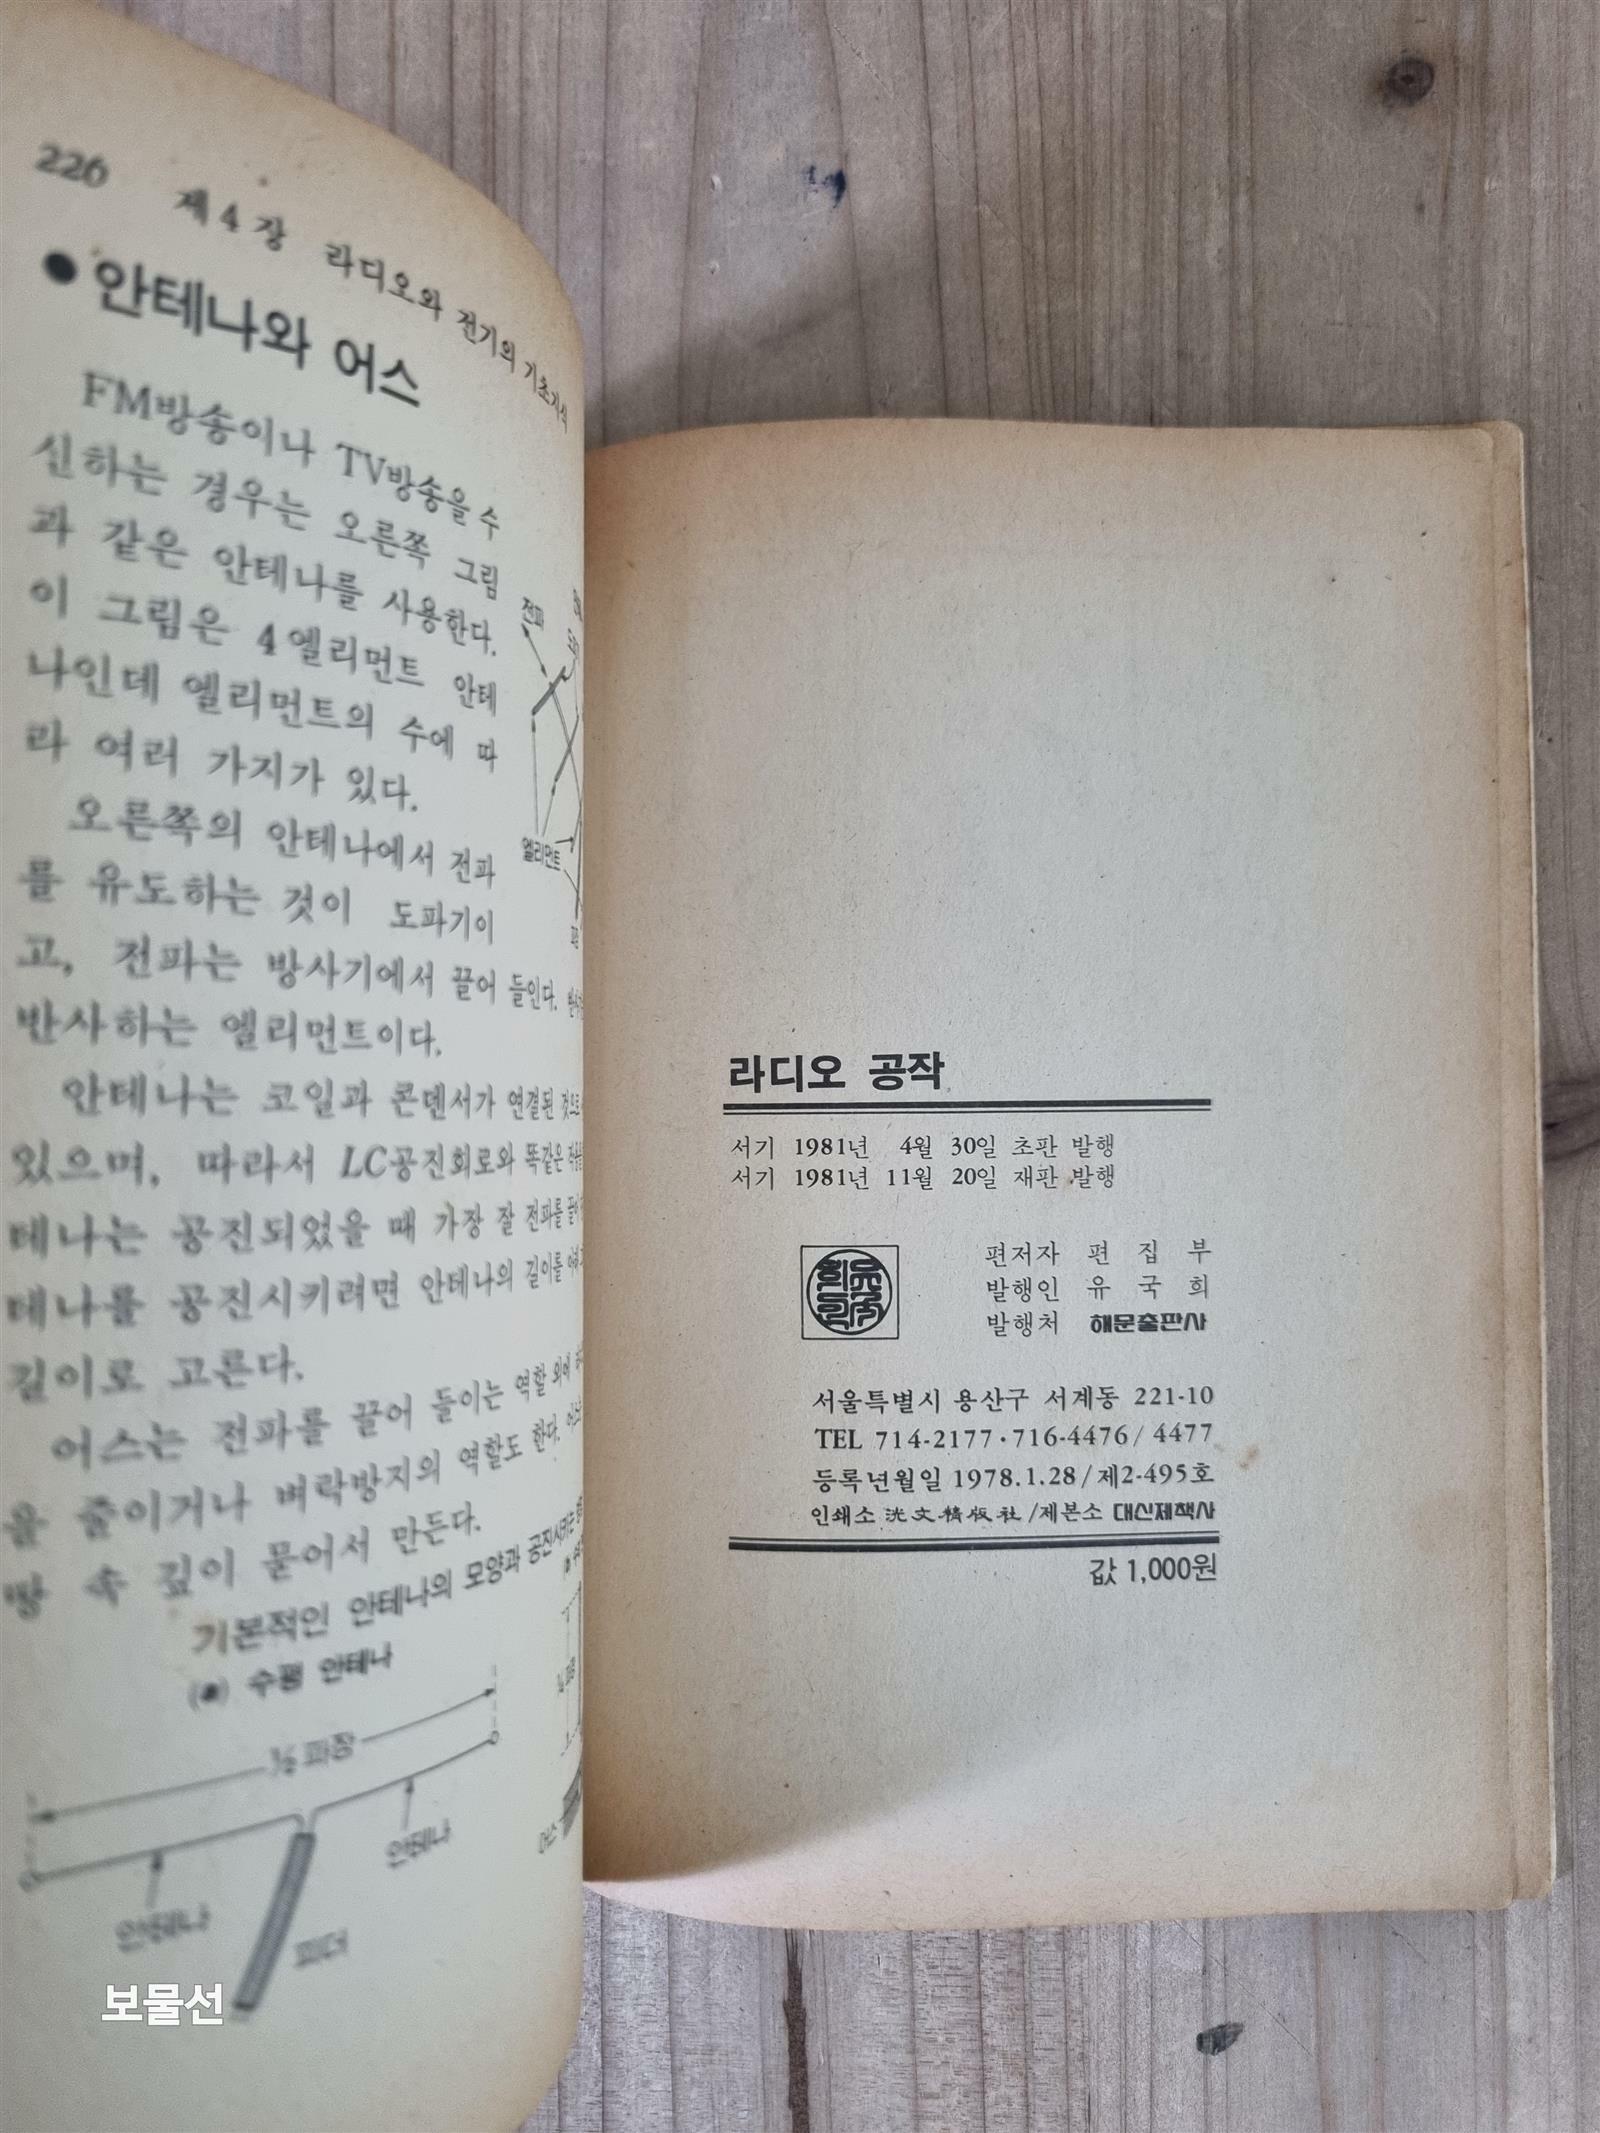 226 제4장 라디오와 전기의 기초지식
● 안테나와 어스
FM방송이나 TV방송을 수
신하는 경우는 오른쪽 그림
과 같은 안테나를 사용한다.
이 그림은 4엘리먼트 안테
나인데 엘리먼트의 수에 따
라 여러 가지가 있다.
오른쪽의 안테나에서 전파
를 유도하는 것이 도파기이
고, 전파는 방사기에서 끌어 들인다.
반사하는 엘리먼트이다.
안테나는 코일과 콘덴서가 연결된 것으로
있으며, 따라서 LC공진회로와 똑같은
테나는 공진되었을 때 가장 잘 전파를 끌어
테나를 공진시키려면 안테나의 길이를
길이로 고른다.
어스는 전파를 끌어 들이는 역할 외에
을 줄이거나 벼락방지의 역할도 한다.
땅 속 깊이 묻어서 만든다.
기본적인 안테나의 모양과 공진시키는
(a) 수평 안테나
½ 파장
안테나
안테나
피더
전파
엘리먼트
어스
보물선
라디오 공작
서기 1981년 4월 30일 초판 발행
서기 1981년 11월 20일 재판 발행
편저자 편 집 부
발행인 유 국 희
발행처 해문출판사
서울특별시 용산구 서계동 221-10
TEL 714-2177·716-4476/4477
등록년월일 1978.1.28/제2-495호
인쇄소 洸文精版社/제본소 대신제책사
값 1,000원